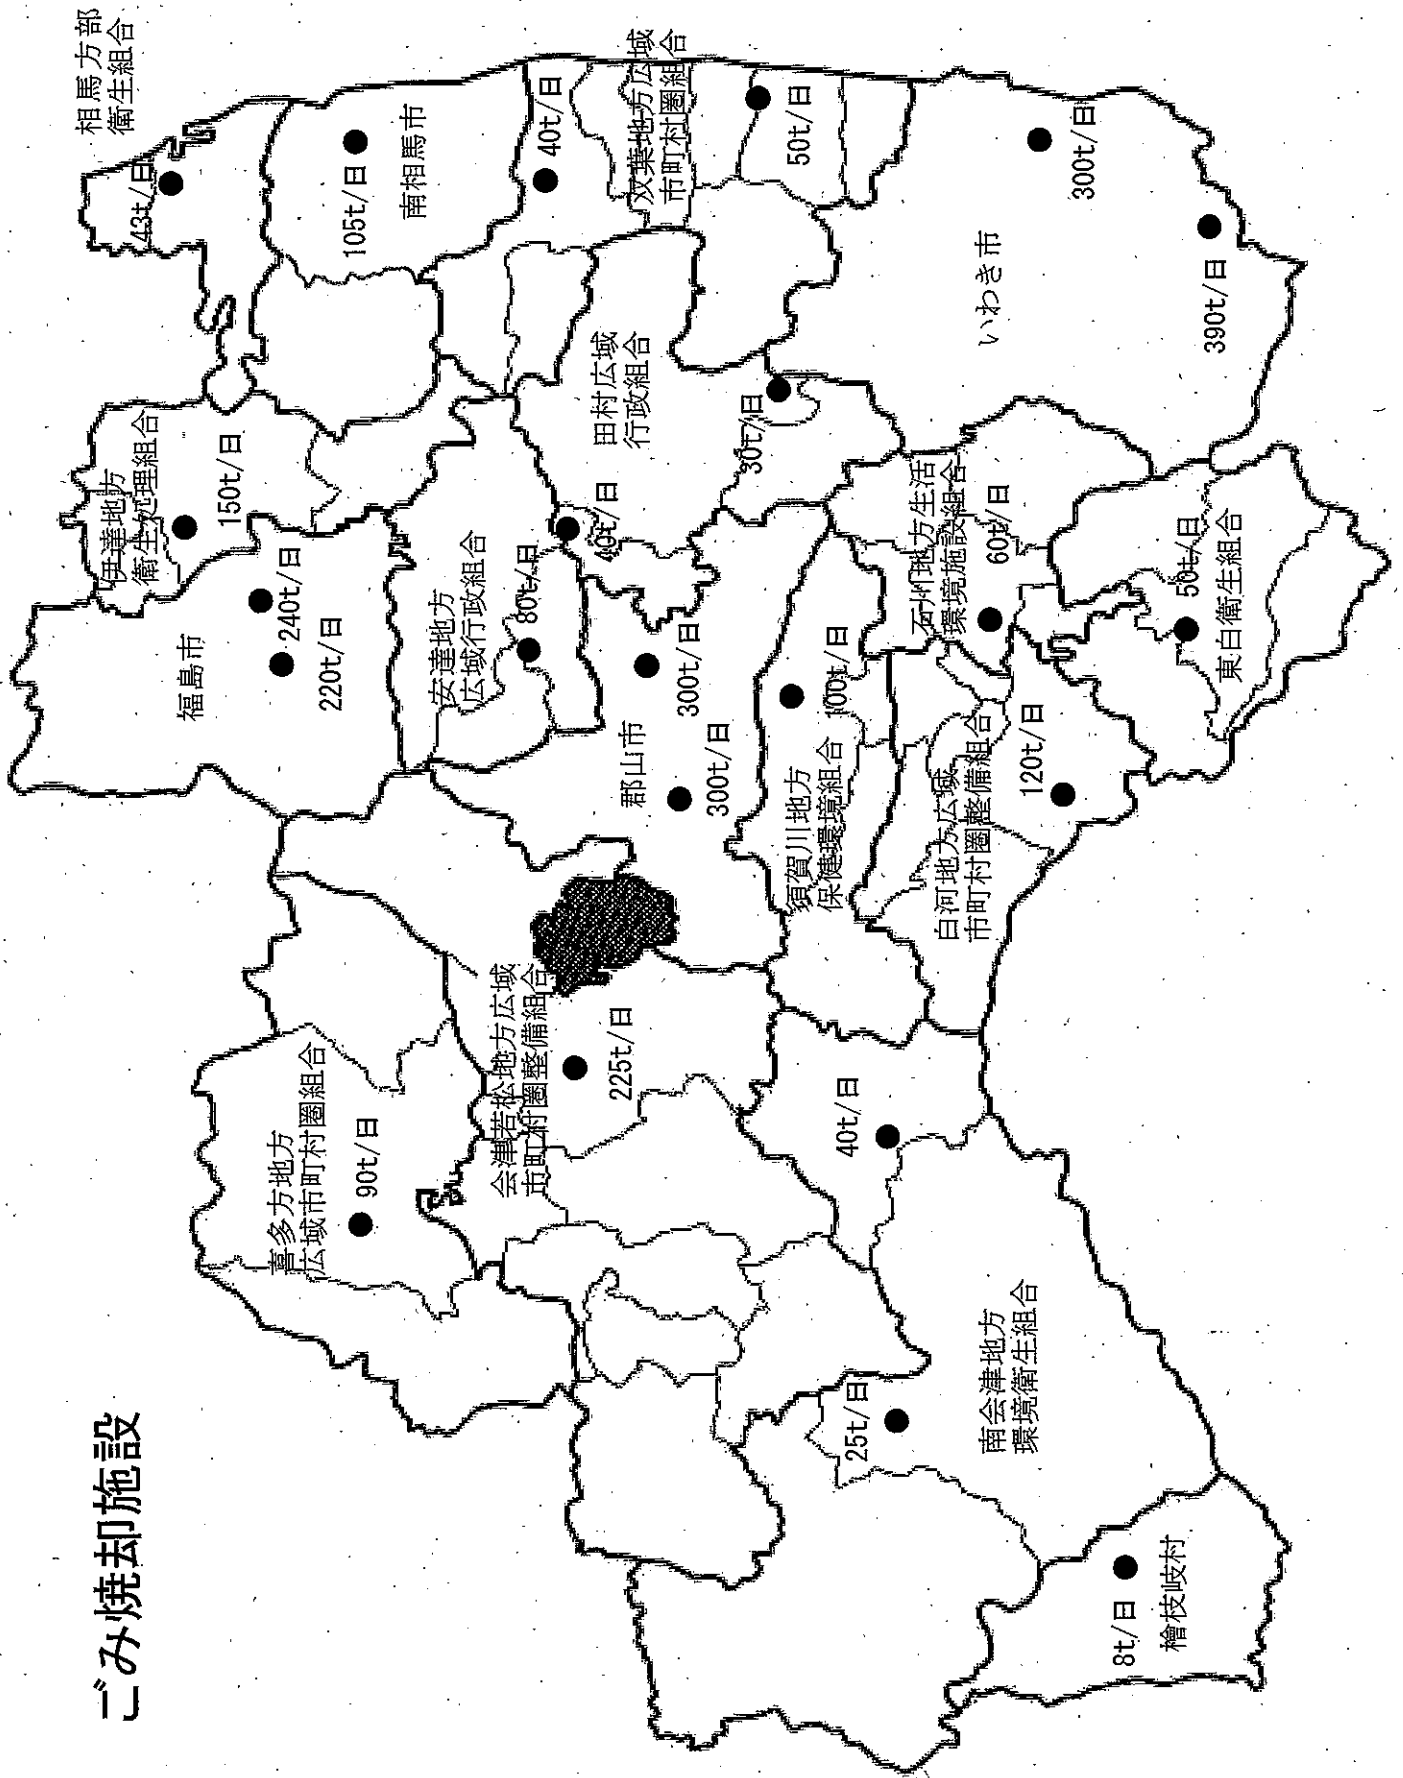 ごみ焼却施設
相馬方部
衛生組合
43t/日
105t/日
南相馬市
40t/日
双葉地方広域
市町村圏組合
50t/日
300t/日
いわき市
390t/日
伊達地方
衛生処理組合
150t/日
福島市
240t/日
220t/日
安達地方
広域行政組合
80t/日
田村広域
行政組合
40t/日
30t/日
郡山市
300t/日
300t/日
須賀川地方
保健環境組合
100t/日
石川地方生活
環境施設組合
60t/日
白河地方広域
市町村圏整備組合
120t/日
50t/日
東白衛生組合
喜多方地方
広域市町村圏組合
90t/日
会津若松地方広域
市町村圏整備組合
225t/日
40t/日
25t/日
南会津地方
環境衛生組合
8t/日
檜枝岐村